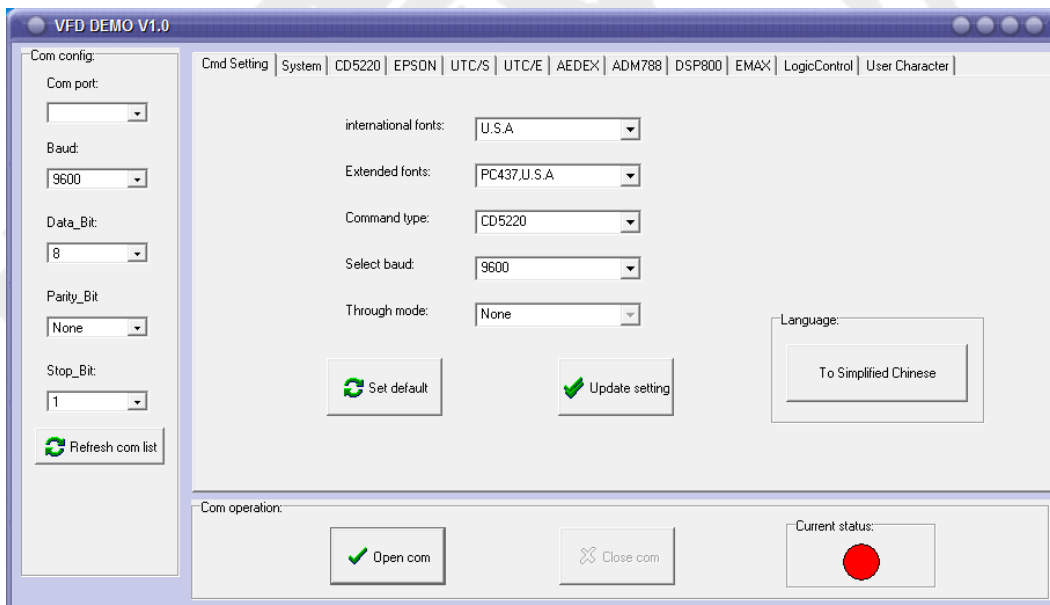 VFD DEMO V1.0
Com config:
Com port:
Baud:
9600
Data_Bit:
8
Parity_Bit
None
Stop_Bit:
1
Refresh com list
Cmd Setting System CD5220 EPSON UTC/S UTC/E AEDEX ADM788 DSP800 EMAX LogicControl User Character
international fonts: U.S.A
Extended fonts: PC437,U.S.A
Command type: CD5220
Select baud: 9600
Through mode: None
Set default Update setting
Language:
To Simplified Chinese
Com operation:
Open com Close com
Current status: